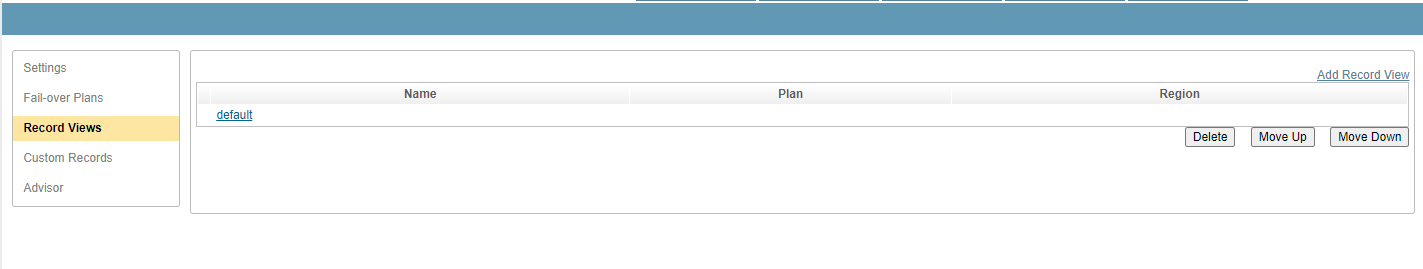 Settings
Fail-over Plans
Record Views
Custom Records
Advisor
Add Record View
Name Plan Region
default
Delete Move Up Move Down